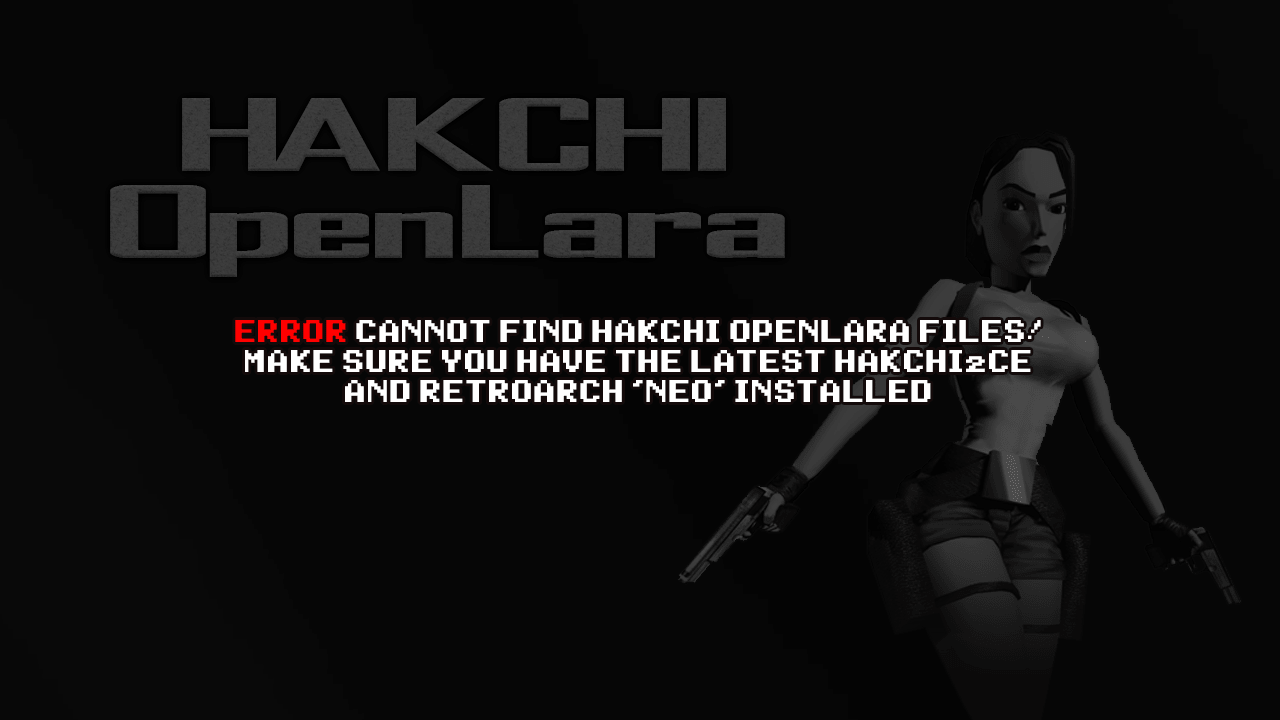 HAKCHI
OpenLara
ERROR CANNOT FIND HAKCHI OPENLARA FILES!
MAKE SURE YOU HAVE THE LATEST HAKCHI2CE
AND RETROARCH 'NEO' INSTALLED